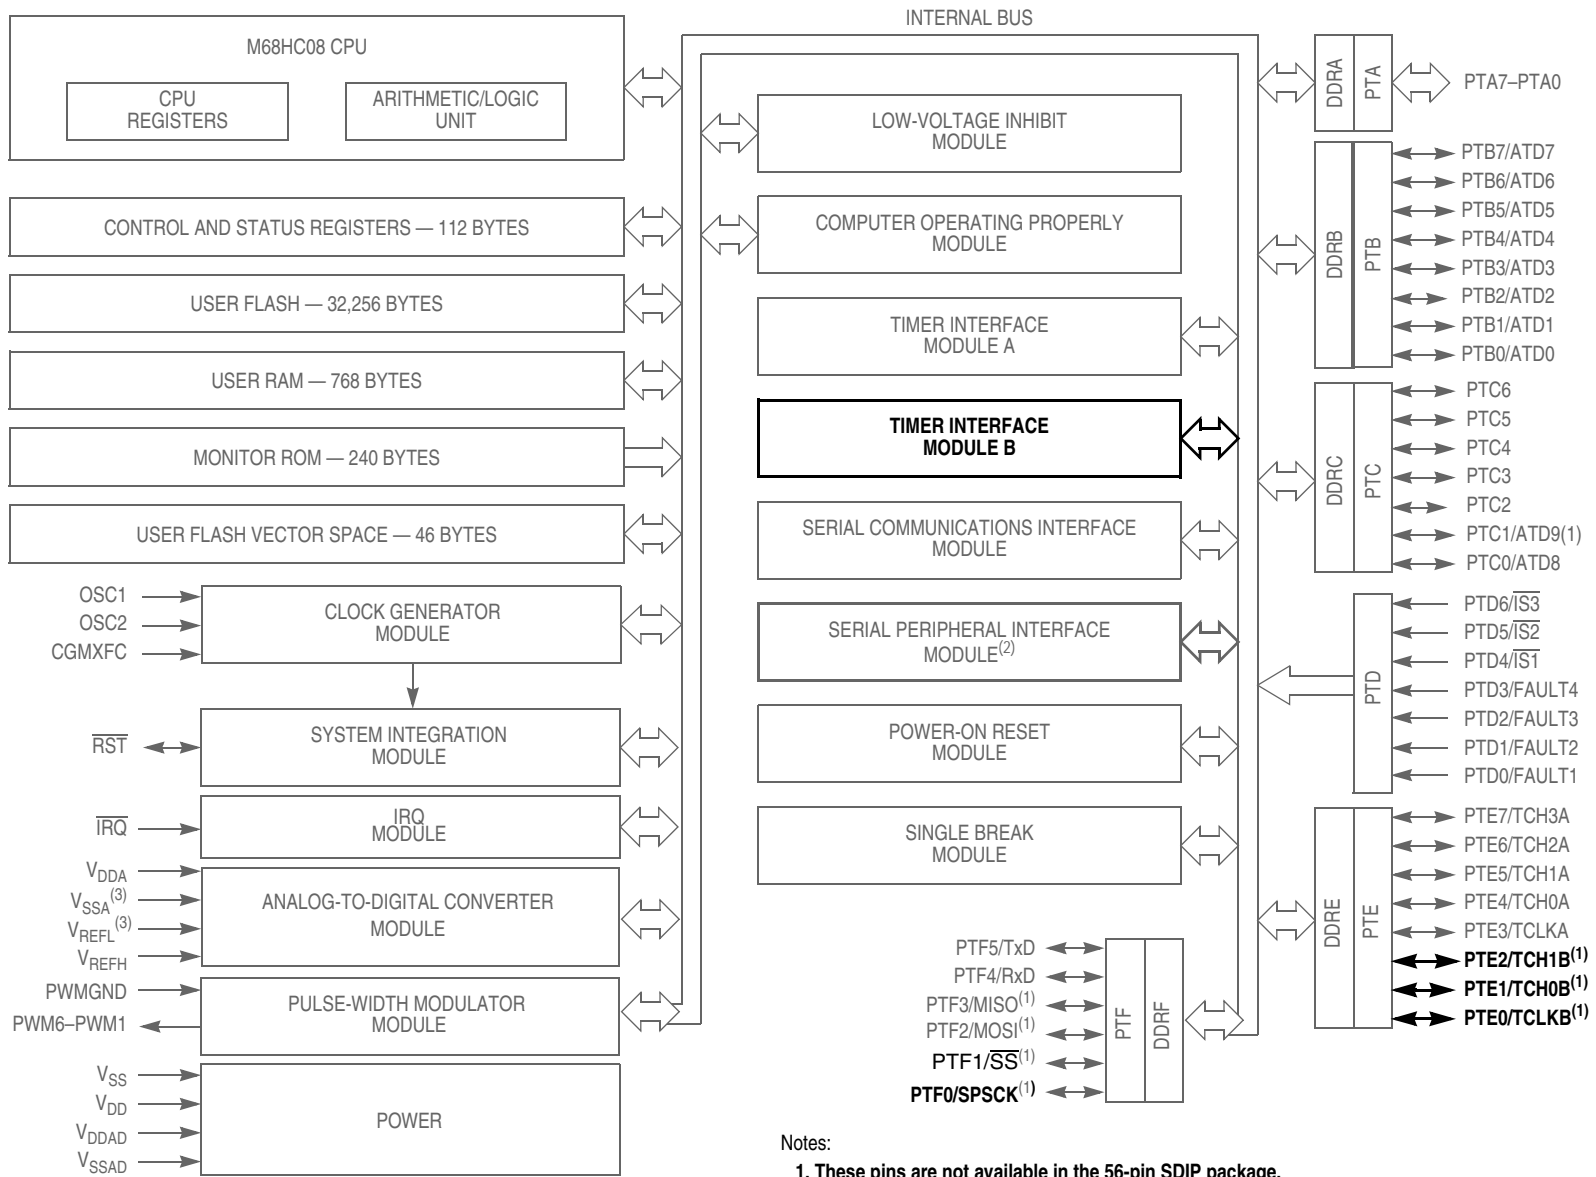 INTERNAL BUS
M68HC08 CPU
CPU
REGISTERS
ARITHMETIC/LOGIC
UNIT
CONTROL AND STATUS REGISTERS — 112 BYTES
USER FLASH — 32,256 BYTES
USER RAM — 768 BYTES
MONITOR ROM — 240 BYTES
USER FLASH VECTOR SPACE — 46 BYTES
OSC1
OSC2
CGMXFC
CLOCK GENERATOR
MODULE
RST
SYSTEM INTEGRATION
MODULE
IRQ
IRQ
MODULE
VDDA
VSSA(3)
VREFL(3)
VREFH
ANALOG-TO-DIGITAL CONVERTER
MODULE
PWMGND
PWM6–PWM1
PULSE-WIDTH MODULATOR
MODULE
VSS
VDD
VDDAD
VSSAD
POWER
LOW-VOLTAGE INHIBIT
MODULE
COMPUTER OPERATING PROPERLY
MODULE
TIMER INTERFACE
MODULE A
TIMER INTERFACE
MODULE B
SERIAL COMMUNICATIONS INTERFACE
MODULE
SERIAL PERIPHERAL INTERFACE
MODULE(2)
POWER-ON RESET
MODULE
SINGLE BREAK
MODULE
PTF5/TxD
PTF4/RxD
PTF3/MISO(1)
PTF2/MOSI(1)
PTF1/SS(1)
PTF0/SPSCK(1)
PTF
DDRF
DDRA
PTA
PTA7–PTA0
DDRB
PTB
PTB7/ATD7
PTB6/ATD6
PTB5/ATD5
PTB4/ATD4
PTB3/ATD3
PTB2/ATD2
PTB1/ATD1
PTB0/ATD0
DDRC
PTC
PTC6
PTC5
PTC4
PTC3
PTC2
PTC1/ATD9(1)
PTC0/ATD8
PTD
PTD6/IS3
PTD5/IS2
PTD4/IS1
PTD3/FAULT4
PTD2/FAULT3
PTD1/FAULT2
PTD0/FAULT1
DDRE
PTE
PTE7/TCH3A
PTE6/TCH2A
PTE5/TCH1A
PTE4/TCH0A
PTE3/TCLKA
PTE2/TCH1B(1)
PTE1/TCH0B(1)
PTE0/TCLKB(1)
Notes:
1. These pins are not available in the 56-pin SDIP package.